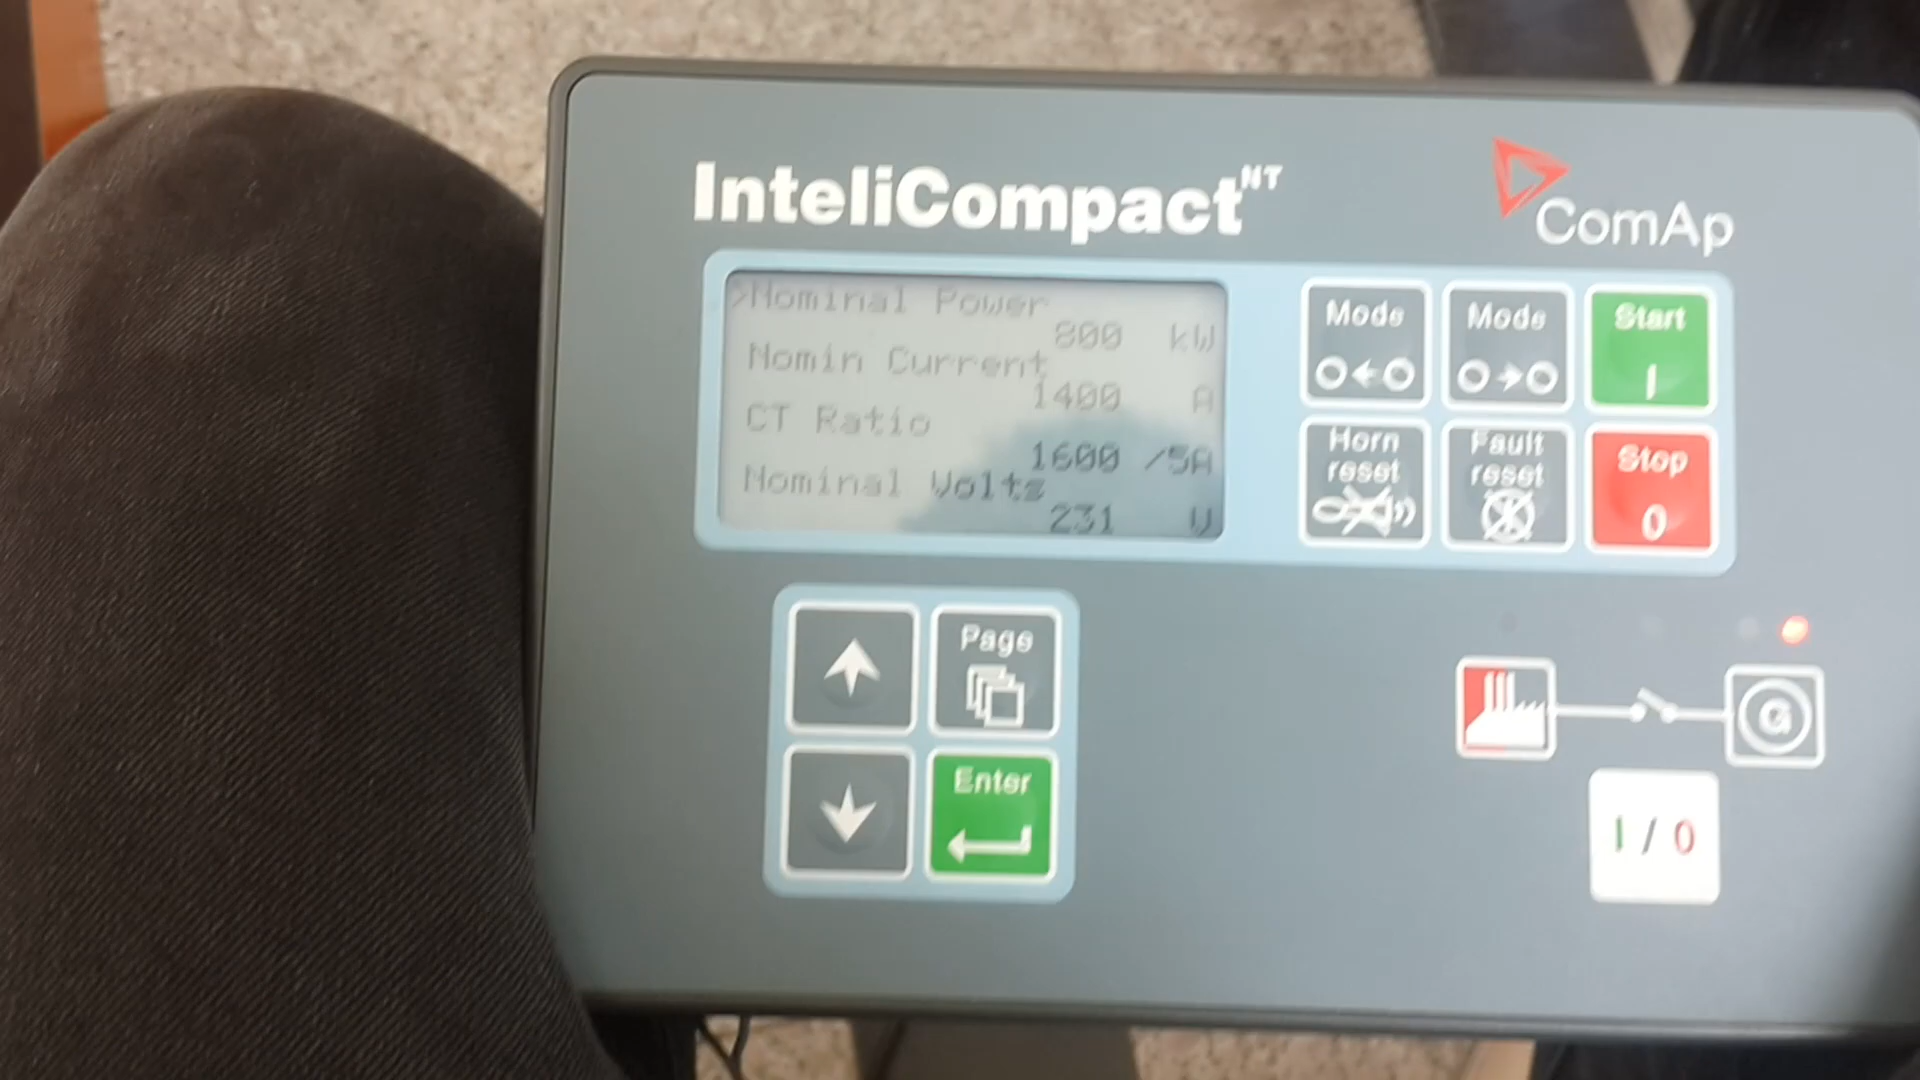 InteliCompact NT
ComAp
>Nominal Power
800 kW
Nomin Current
1400 A
CT Ratio
1600 /5A
Nominal Volts
231 V
Mode
Mode
Start
I
Horn
reset
Fault
reset
Stop
0
Page
Enter
G
I / 0